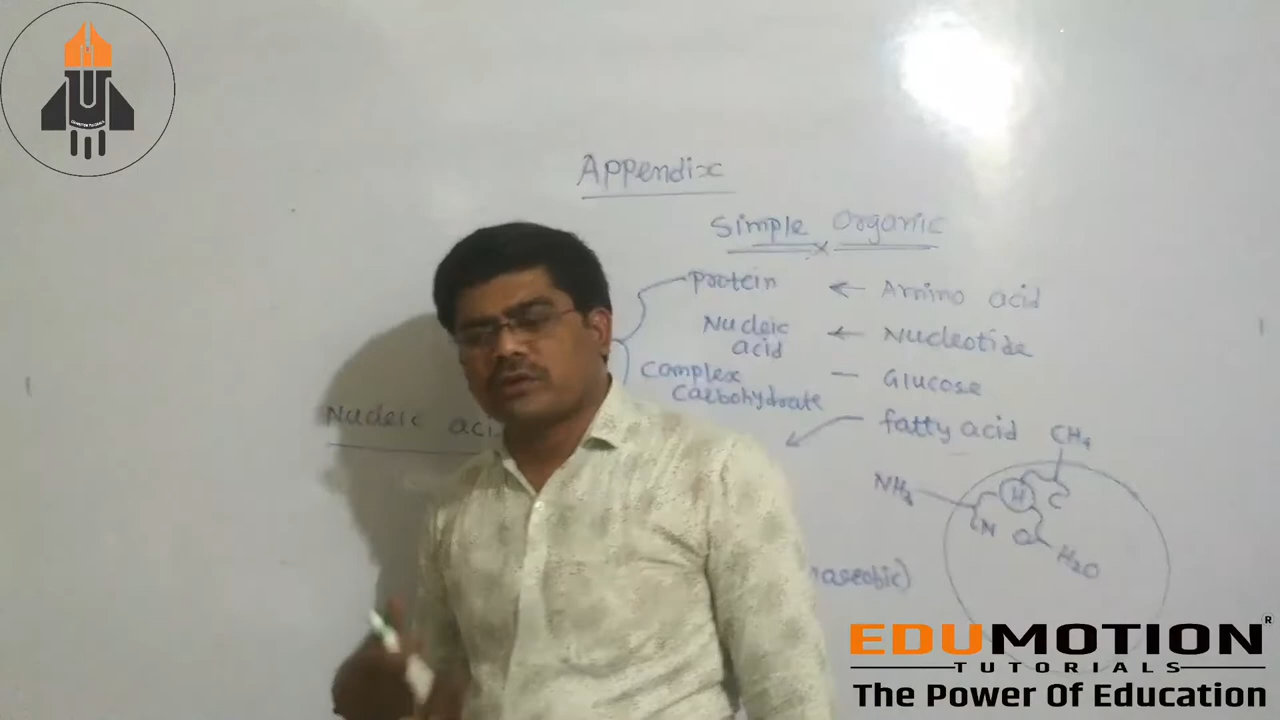 Appendix
Simple Organic
Protein ← Amino acid
Nucleic ← Nucleotide
acid
Complex — Glucose
Carbohydrate
fatty acid
CH4
NH3
H
C
N
O
H2O
Nucleic
EDUMOTION®
TUTORIALS
The Power Of Education